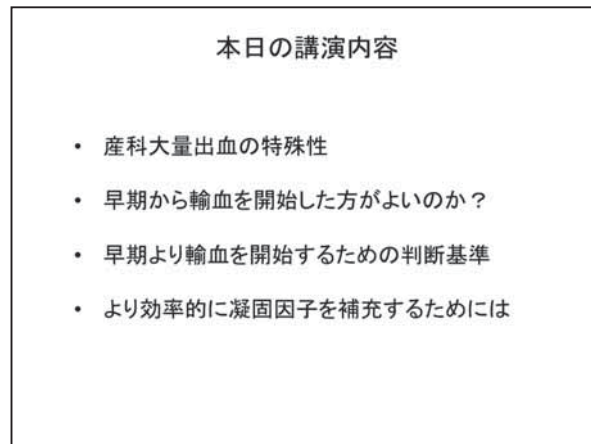 本日の講演内容
• 産科大量出血の特殊性
• 早期から輸血を開始した方がよいのか？
• 早期より輸血を開始するための判断基準
• より効率的に凝固因子を補充するためには